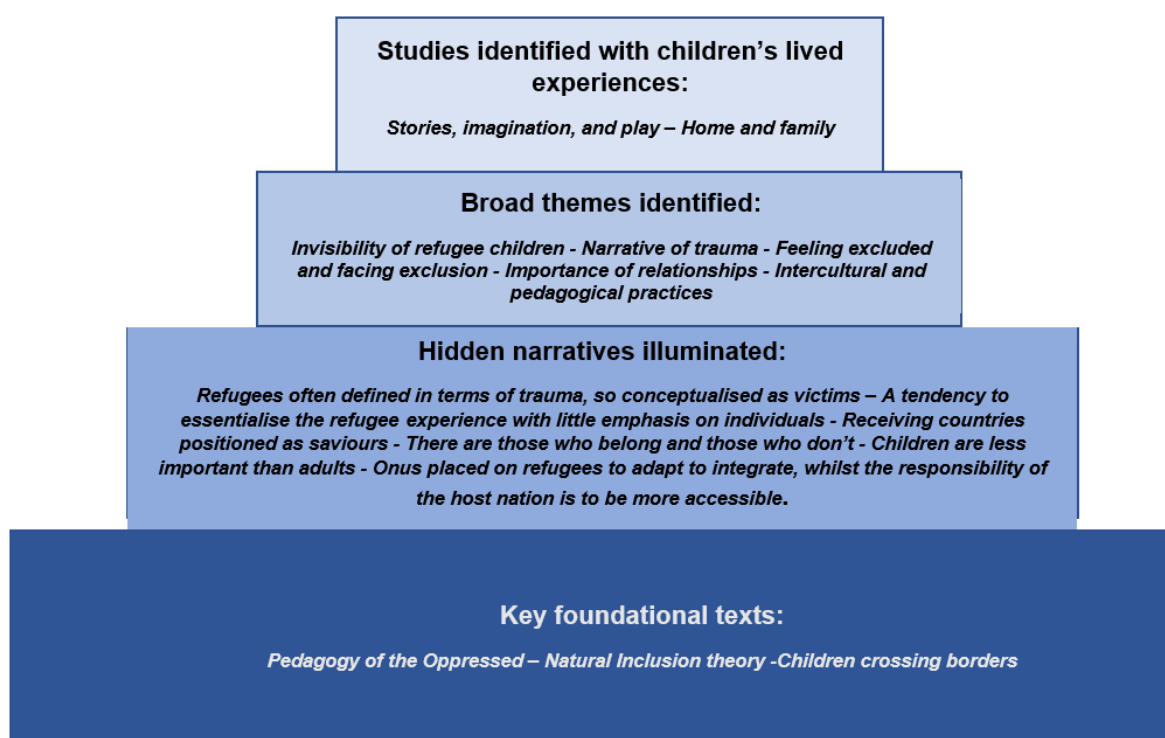 Studies identified with children’s lived
experiences:
Stories, imagination, and play – Home and family
Broad themes identified:
Invisibility of refugee children - Narrative of trauma - Feeling excluded
and facing exclusion - Importance of relationships - Intercultural and
pedagogical practices
Hidden narratives illuminated:
Refugees often defined in terms of trauma, so conceptualised as victims – A tendency to
essentialise the refugee experience with little emphasis on individuals - Receiving countries
positioned as saviours - There are those who belong and those who don’t - Children are less
important than adults - Onus placed on refugees to adapt to integrate, whilst the responsibility of
the host nation is to be more accessible.
Key foundational texts:
Pedagogy of the Oppressed – Natural Inclusion theory -Children crossing borders